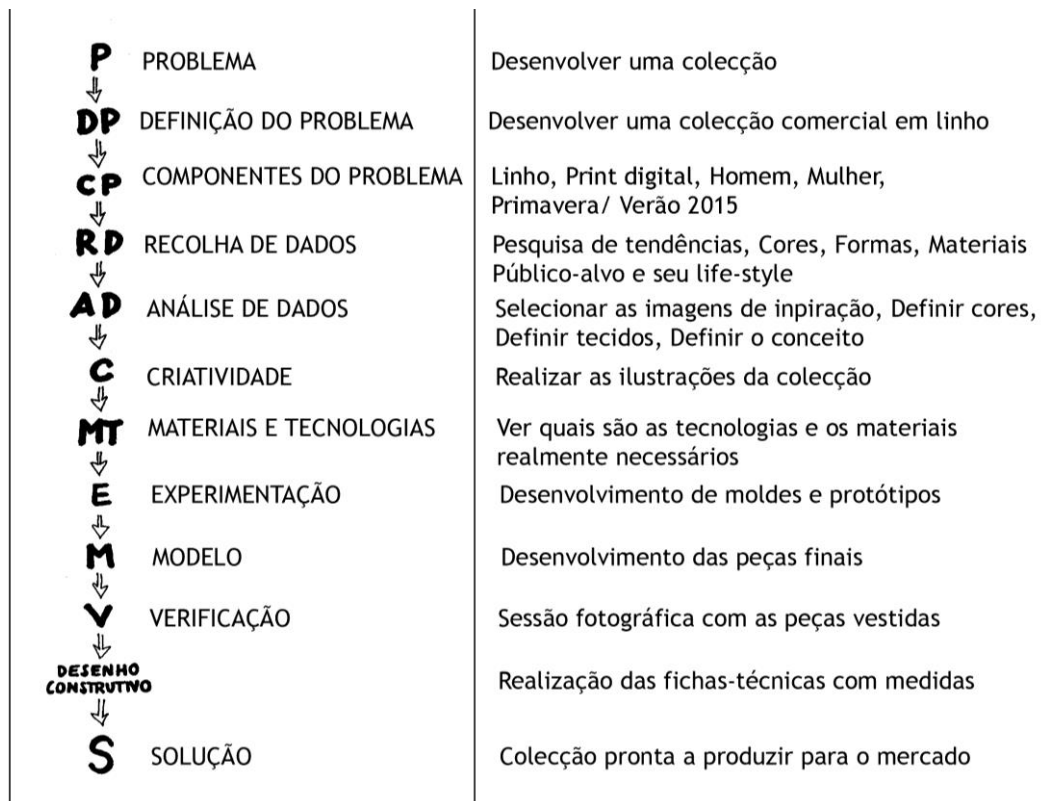 P PROBLEMA Desenvolver uma colecção
DP DEFINIÇÃO DO PROBLEMA Desenvolver uma colecção comercial em linho
CP COMPONENTES DO PROBLEMA Linho, Print digital, Homem, Mulher,
Primavera/ Verão 2015
RD RECOLHA DE DADOS Pesquisa de tendências, Cores, Formas, Materiais
Público-alvo e seu life-style
AD ANÁLISE DE DADOS Selecionar as imagens de inpiração, Definir cores,
Definir tecidos, Definir o conceito
C CRIATIVIDADE Realizar as ilustrações da colecção
MT MATERIAIS E TECNOLOGIAS Ver quais são as tecnologias e os materiais
realmente necessários
E EXPERIMENTAÇÃO Desenvolvimento de moldes e protótipos
M MODELO Desenvolvimento das peças finais
V VERIFICAÇÃO Sessão fotográfica com as peças vestidas
DESENHO
CONSTRUTIVO Realização das fichas-técnicas com medidas
S SOLUÇÃO Colecção pronta a produzir para o mercado